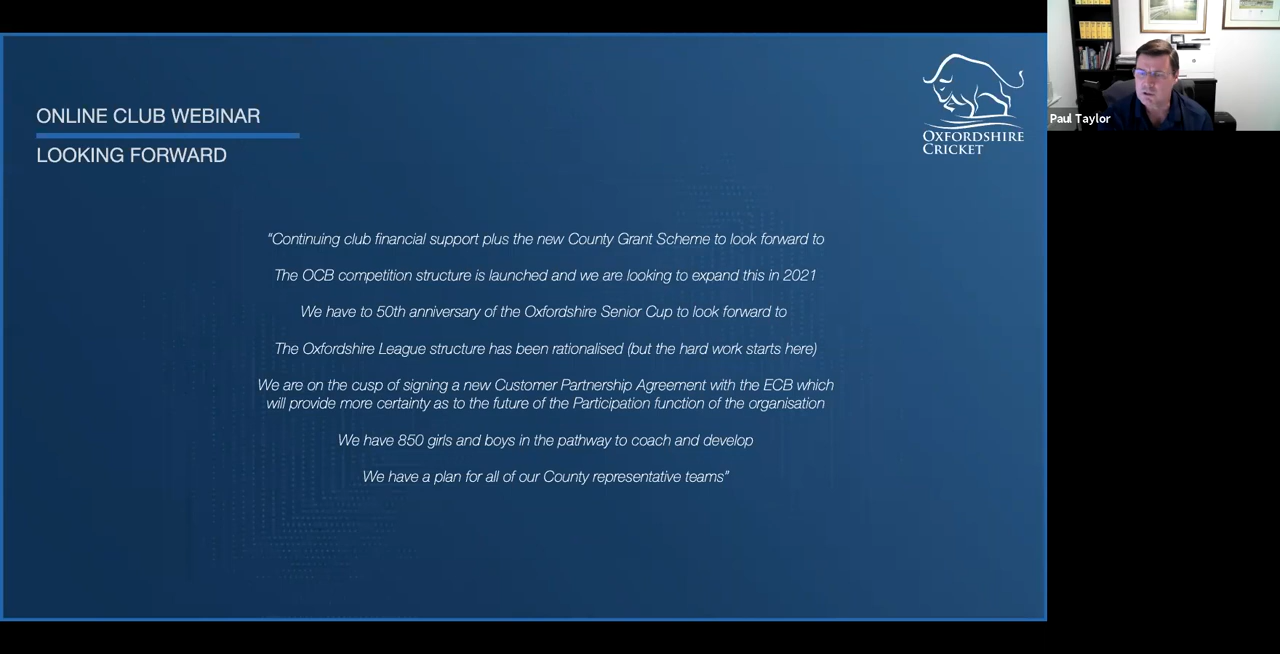 ONLINE CLUB WEBINAR
LOOKING FORWARD
OXFORDSHIRE
CRICKET
Paul Taylor
"Continuing club financial support plus the new County Grant Scheme to look forward to
The OCB competition structure is launched and we are looking to expand this in 2021
We have to 50th anniversary of the Oxfordshire Senior Cup to look forward to
The Oxfordshire League structure has been rationalised (but the hard work starts here)
We are on the cusp of signing a new Customer Partnership Agreement with the ECB which
will provide more certainty as to the future of the Participation function of the organisation
We have 850 girls and boys in the pathway to coach and develop
We have a plan for all of our County representative teams"